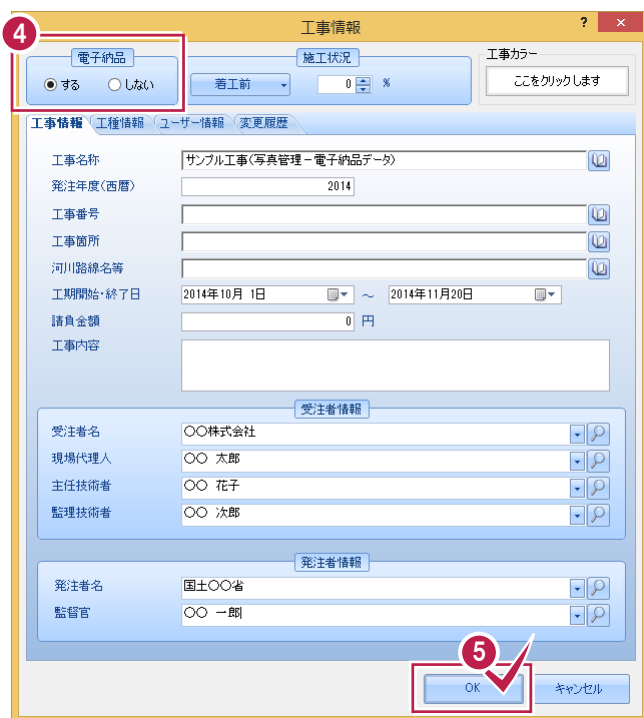 工事情報 ? ×
4
電子納品
する しない
施工状況
着工前 0 %
工事カラー
ここをクリックします
工事情報 工種情報 ユーザー情報 変更履歴
工事名称 サンプル工事(写真管理－電子納品データ)
発注年度(西暦) 2014
工事番号
工事箇所
河川路線名等
工期開始・終了日 2014年10月 1日 ～ 2014年11月20日
請負金額 0 円
工事内容
受注者情報
受注者名 〇〇株式会社
現場代理人 〇〇 太郎
主任技術者 〇〇 花子
監理技術者 〇〇 次郎
発注者情報
発注者名 国土〇〇省
監督官 〇〇 一郎
5
OK キャンセル